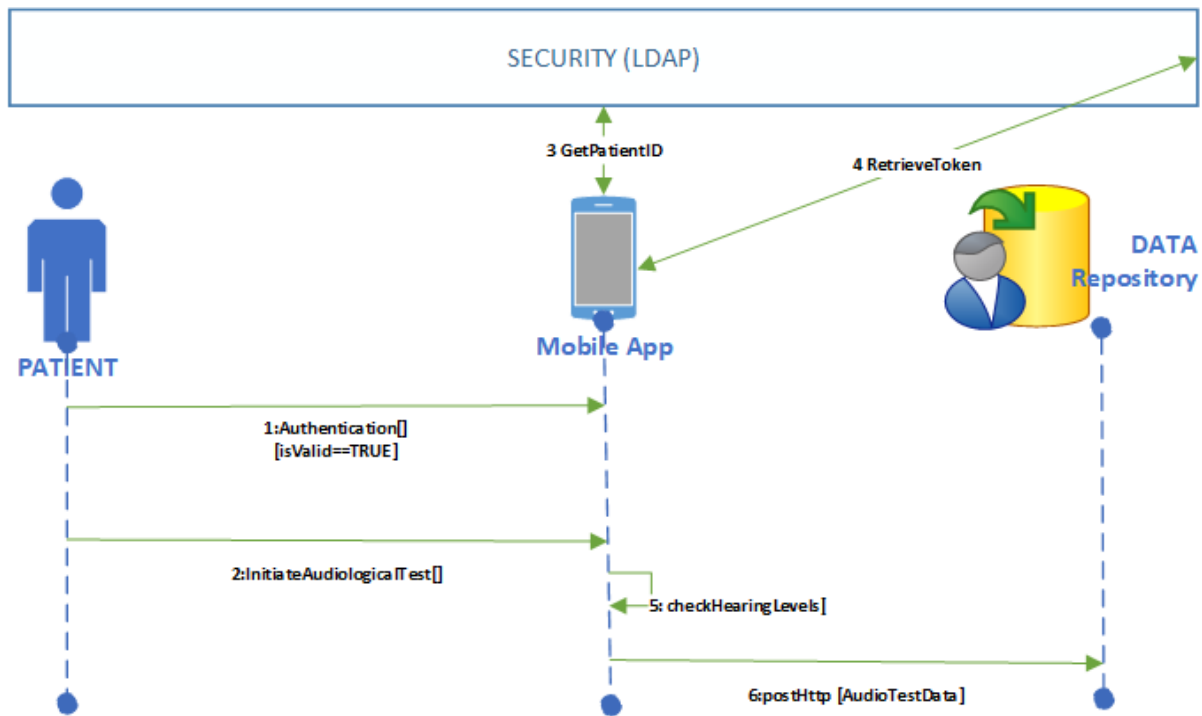 SECURITY (LDAP)
3 GetPatientID
4 RetrieveToken
DATA
Repository
Mobile App
PATIENT
1:Authentication[]
[isValid==TRUE]
2:InitiateAudiologicalTest[]
5: checkHearingLevels[
6:postHttp [AudioTestData]